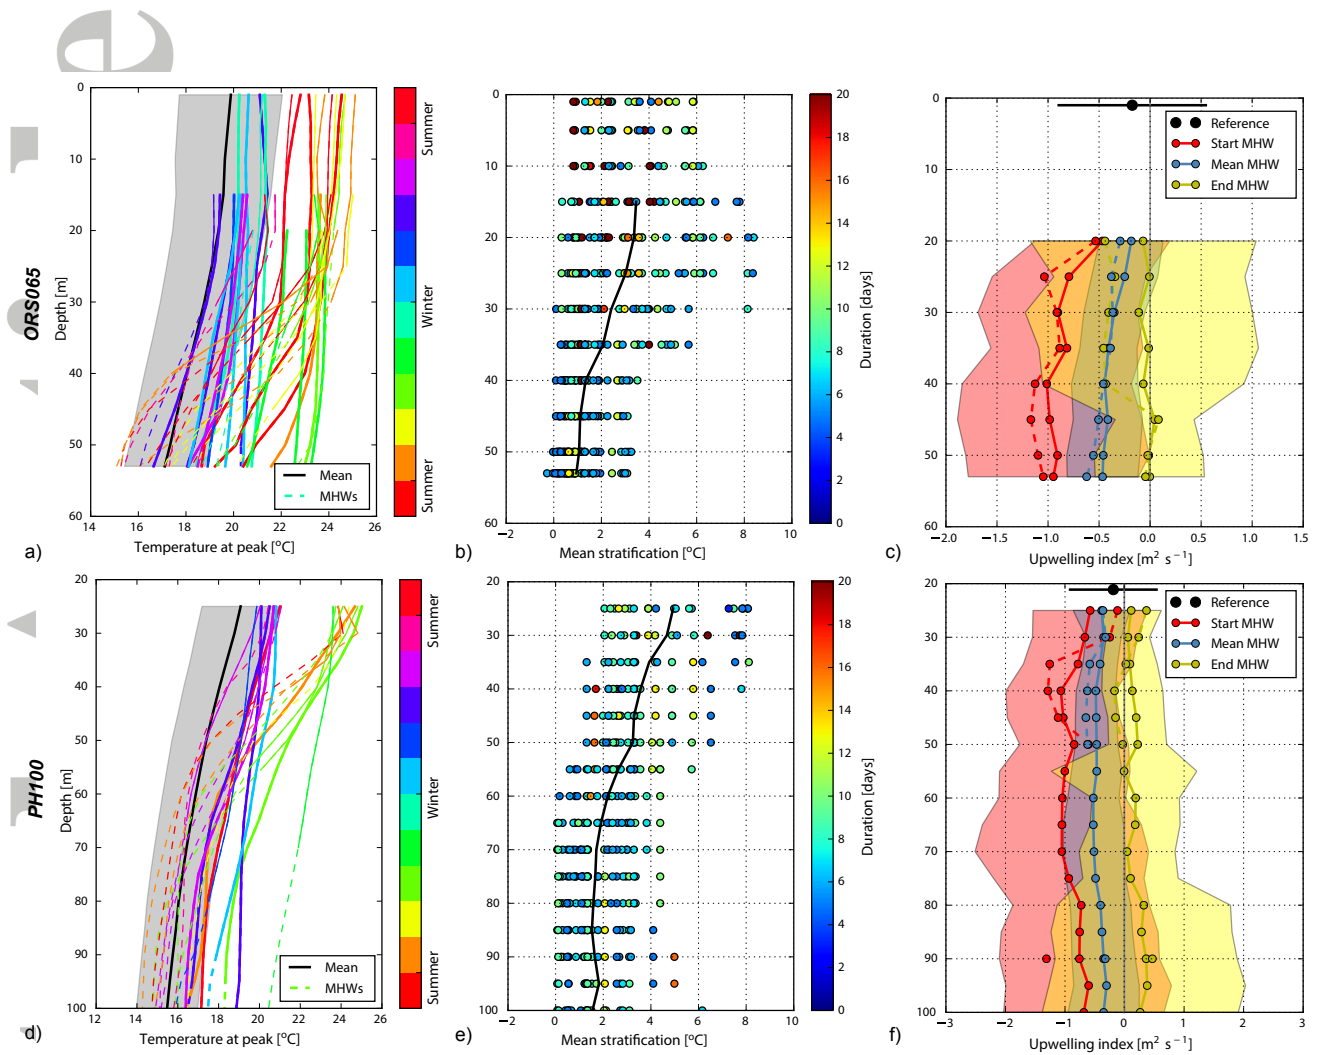 ORS065
0
10
20
30
40
50
60
Depth [m]
14 16 18 20 22 24 26
Temperature at peak [°C]
Mean
MHWs
Summer
Winter
Summer
a)
0
10
20
30
40
50
60
−2 0 2 4 6 8 10
Mean stratification [°C]
20
18
16
14
12
10
8
6
4
2
0
Duration [days]
b)
0
10
20
30
40
50
60
−2.0 −1.5 −1.0 −0.5 0.0 0.5 1.0 1.5
Upwelling index [m² s⁻¹]
Reference
Start MHW
Mean MHW
End MHW
c)
PH100
20
30
40
50
60
70
80
90
100
Depth [m]
12 14 16 18 20 22 24 26
Temperature at peak [°C]
Mean
MHWs
Summer
Winter
Summer
d)
20
30
40
50
60
70
80
90
100
−2 0 2 4 6 8 10
Mean stratification [°C]
20
18
16
14
12
10
8
6
4
2
0
Duration [days]
e)
20
30
40
50
60
70
80
90
100
−3 −2 −1 0 1 2 3
Upwelling index [m² s⁻¹]
Reference
Start MHW
Mean MHW
End MHW
f)